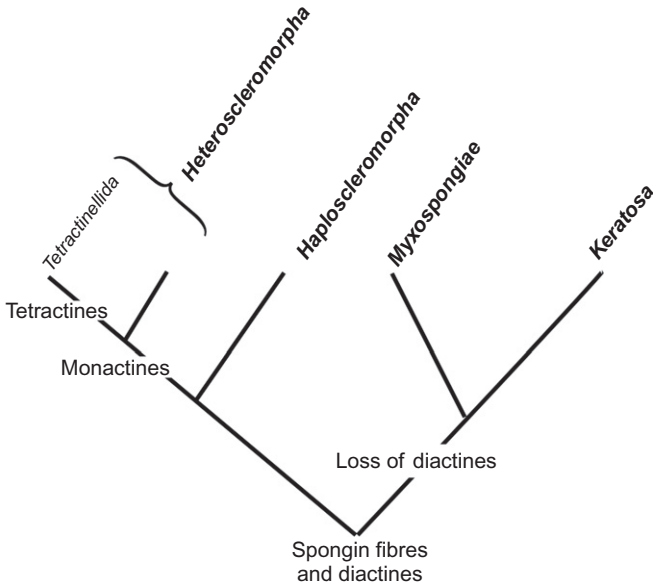 Heteroscleromorpha
Tetractinellida
Haploscleromorpha
Myxospongiae
Keratosa
Tetractines
Monactines
Loss of diactines
Spongin fibres
and diactines